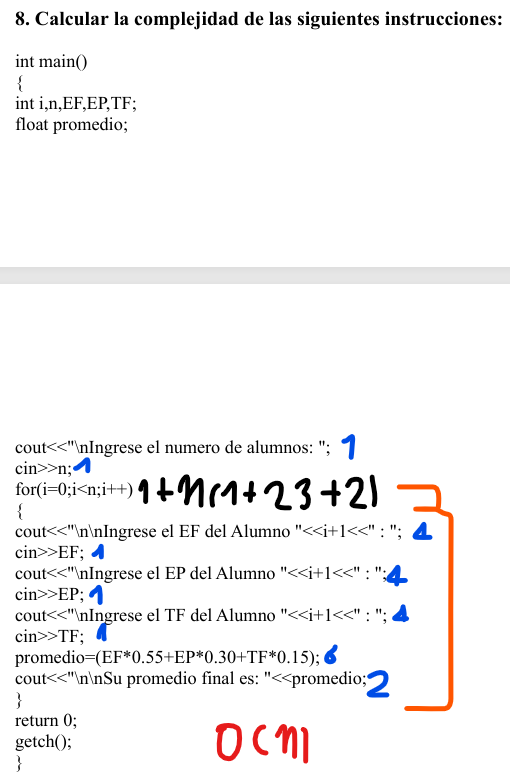 8. Calcular la complejidad de las siguientes instrucciones:
int main()
{
int i,n,EF,EP,TF;
float promedio;
cout<<"\nIngrese el numero de alumnos: "; 1
cin>>n; 1
for(i=0;i<n;i++) 1+n(1+23+2)
{
cout<<"\n\nIngrese el EF del Alumno "<<i+1<<" : "; 4
cin>>EF; 1
cout<<"\nIngrese el EP del Alumno "<<i+1<<" : "; 4
cin>>EP; 1
cout<<"\nIngrese el TF del Alumno "<<i+1<<" : "; 4
cin>>TF; 1
promedio=(EF*0.55+EP*0.30+TF*0.15); 6
cout<<"\n\nSu promedio final es: "<<promedio; 2
}
return 0;
getch();
}
O(n)